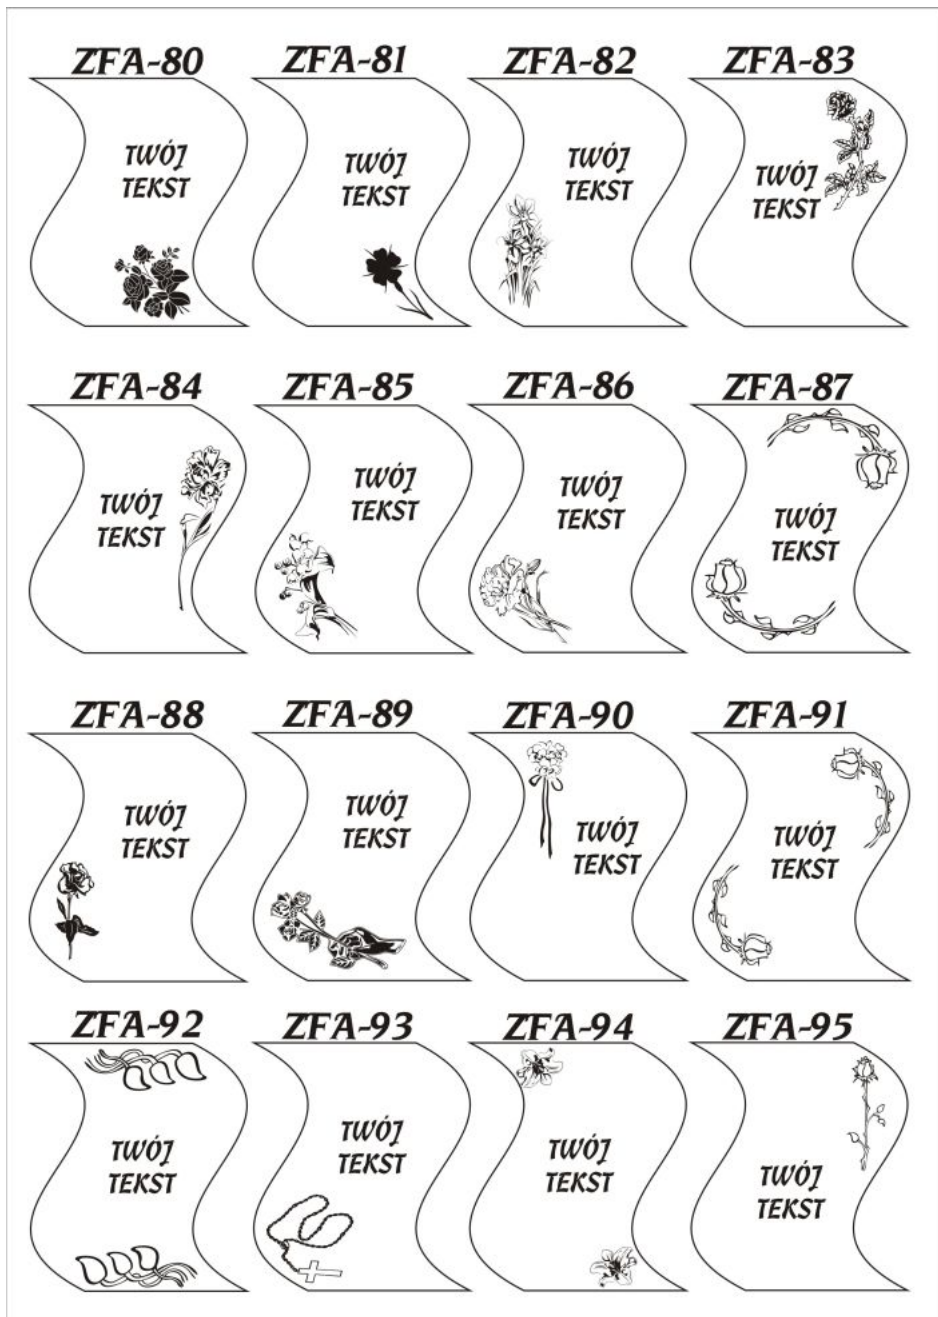 ZFA-80
ZFA-81
ZFA-82
ZFA-83
TWÓJ
TEKST
TWÓJ
TEKST
TWÓJ
TEKST
TWÓJ
TEKST
ZFA-84
ZFA-85
ZFA-86
ZFA-87
TWÓJ
TEKST
TWÓJ
TEKST
TWÓJ
TEKST
TWÓJ
TEKST
ZFA-88
ZFA-89
ZFA-90
ZFA-91
TWÓJ
TEKST
TWÓJ
TEKST
TWÓJ
TEKST
TWÓJ
TEKST
ZFA-92
ZFA-93
ZFA-94
ZFA-95
TWÓJ
TEKST
TWÓJ
TEKST
TWÓJ
TEKST
TWÓJ
TEKST